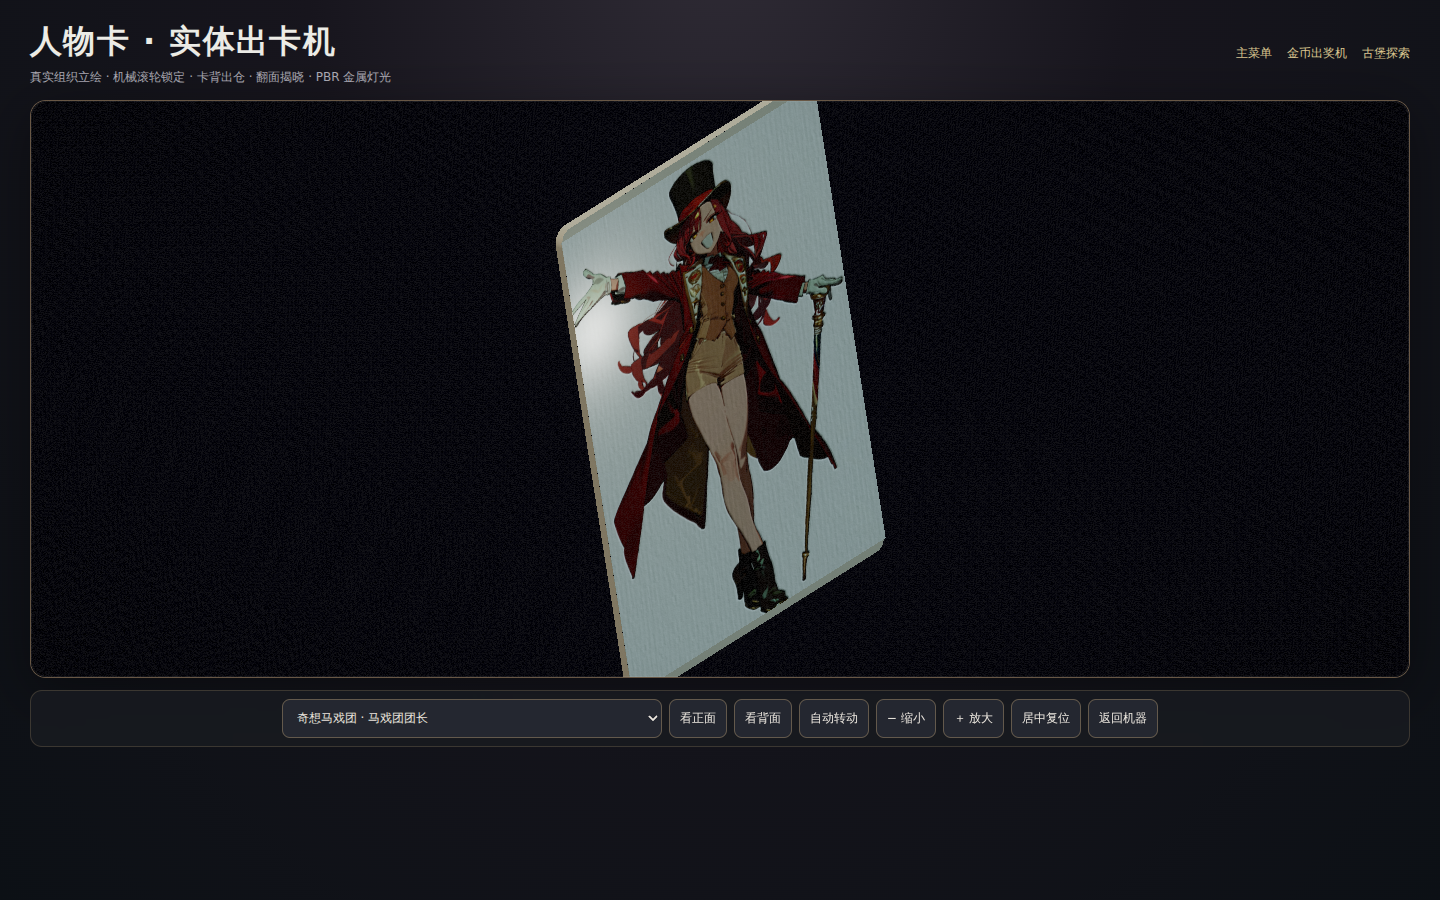 人物卡 · 实体出卡机
真实组织立绘 · 机械滚轮锁定 · 卡背出仓 · 翻面揭晓 · PBR 金属灯光
主菜单 金币出奖机 古堡探索
奇想马戏团 · 马戏团团长
看正面 看背面 自动转动 − 缩小 ＋ 放大 居中复位 返回机器